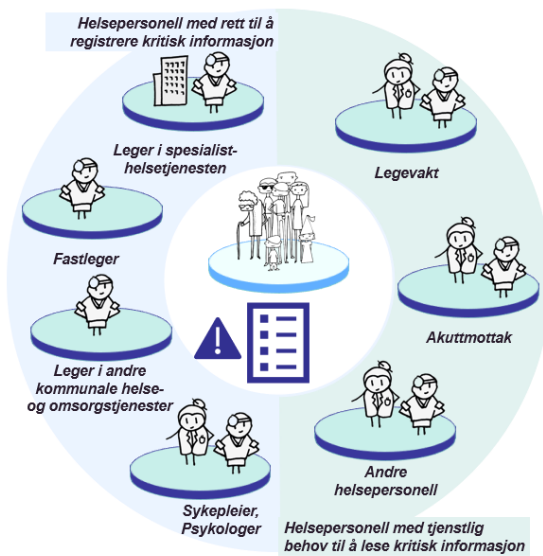 Helsepersonell med rett til å
registrere kritisk informasjon
Leger i spesialist-
helsetjenesten
Fastleger
Leger i andre
kommunale helse-
og omsorgstjenester
Sykepleier,
Psykologer
Legevakt
Akuttmottak
Andre
helsepersonell
Helsepersonell med tjenstlig
behov til å lese kritisk informasjon